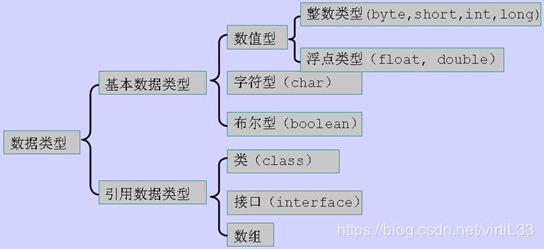 整数类型(byte,short,int,long)
数值型
浮点类型(float, double)
基本数据类型
字符型(char)
布尔型(boolean)
数据类型
类(class)
引用数据类型
接口(interface)
数组
https://blog.csdn.net/virtiL33